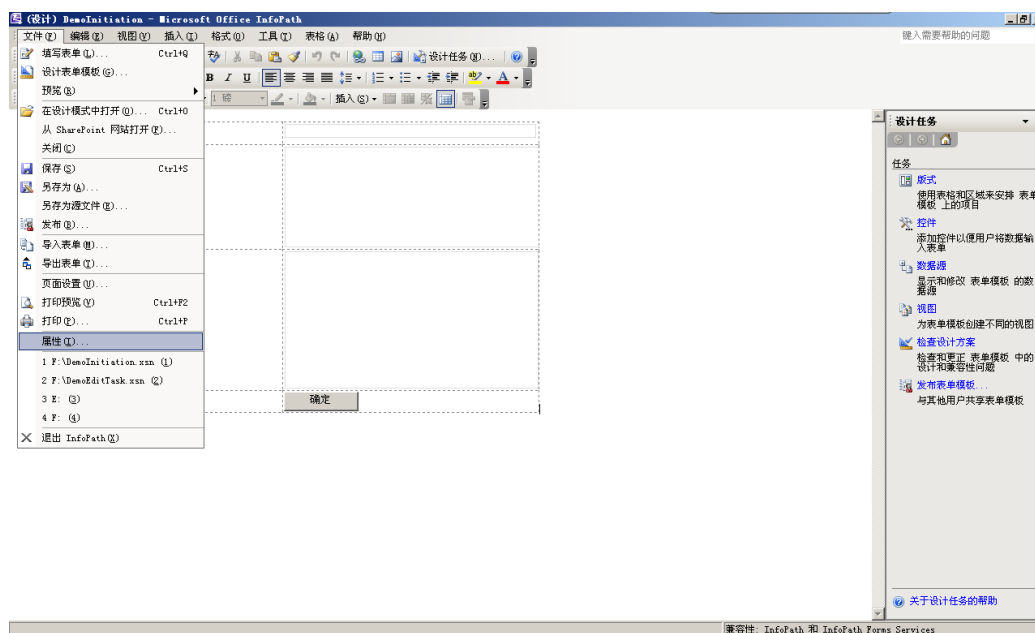 (设计) DemoInitiation - Microsoft Office InfoPath
文件(F) 编辑(E) 视图(V) 插入(I) 格式(O) 工具(T) 表格(A) 帮助(H)
键入需要帮助的问题
设计任务(N)...
B I U
1 磅
插入(S)
填写表单(L)... Ctrl+Q
设计表单模板(G)...
预览(R)
在设计模式中打开(O)... Ctrl+O
从 SharePoint 网站打开(F)...
关闭(C)
保存(S) Ctrl+S
另存为(A)...
另存为源文件(E)...
发布(B)...
导入表单(M)...
导出表单(T)...
页面设置(U)...
打印预览(V) Ctrl+F2
打印(P)... Ctrl+P
属性(I)...
1 F:\DemoInitiation.xsn (1)
2 F:\DemoEditTask.xsn (2)
3 E: (3)
4 F: (4)
退出 InfoPath(X)
确定
设计任务
任务
版式
使用表格和区域来安排 表单
模板 上的项目
控件
添加控件以便用户将数据输
入表单
数据源
显示和修改 表单模板 的数
据源
视图
为表单模板创建不同的视图
检查设计方案
检查和更正 表单模板 中的
设计和兼容性问题
发布表单模板...
与其他用户共享表单模板
关于设计任务的帮助
兼容性: InfoPath 和 InfoPath Forms Services